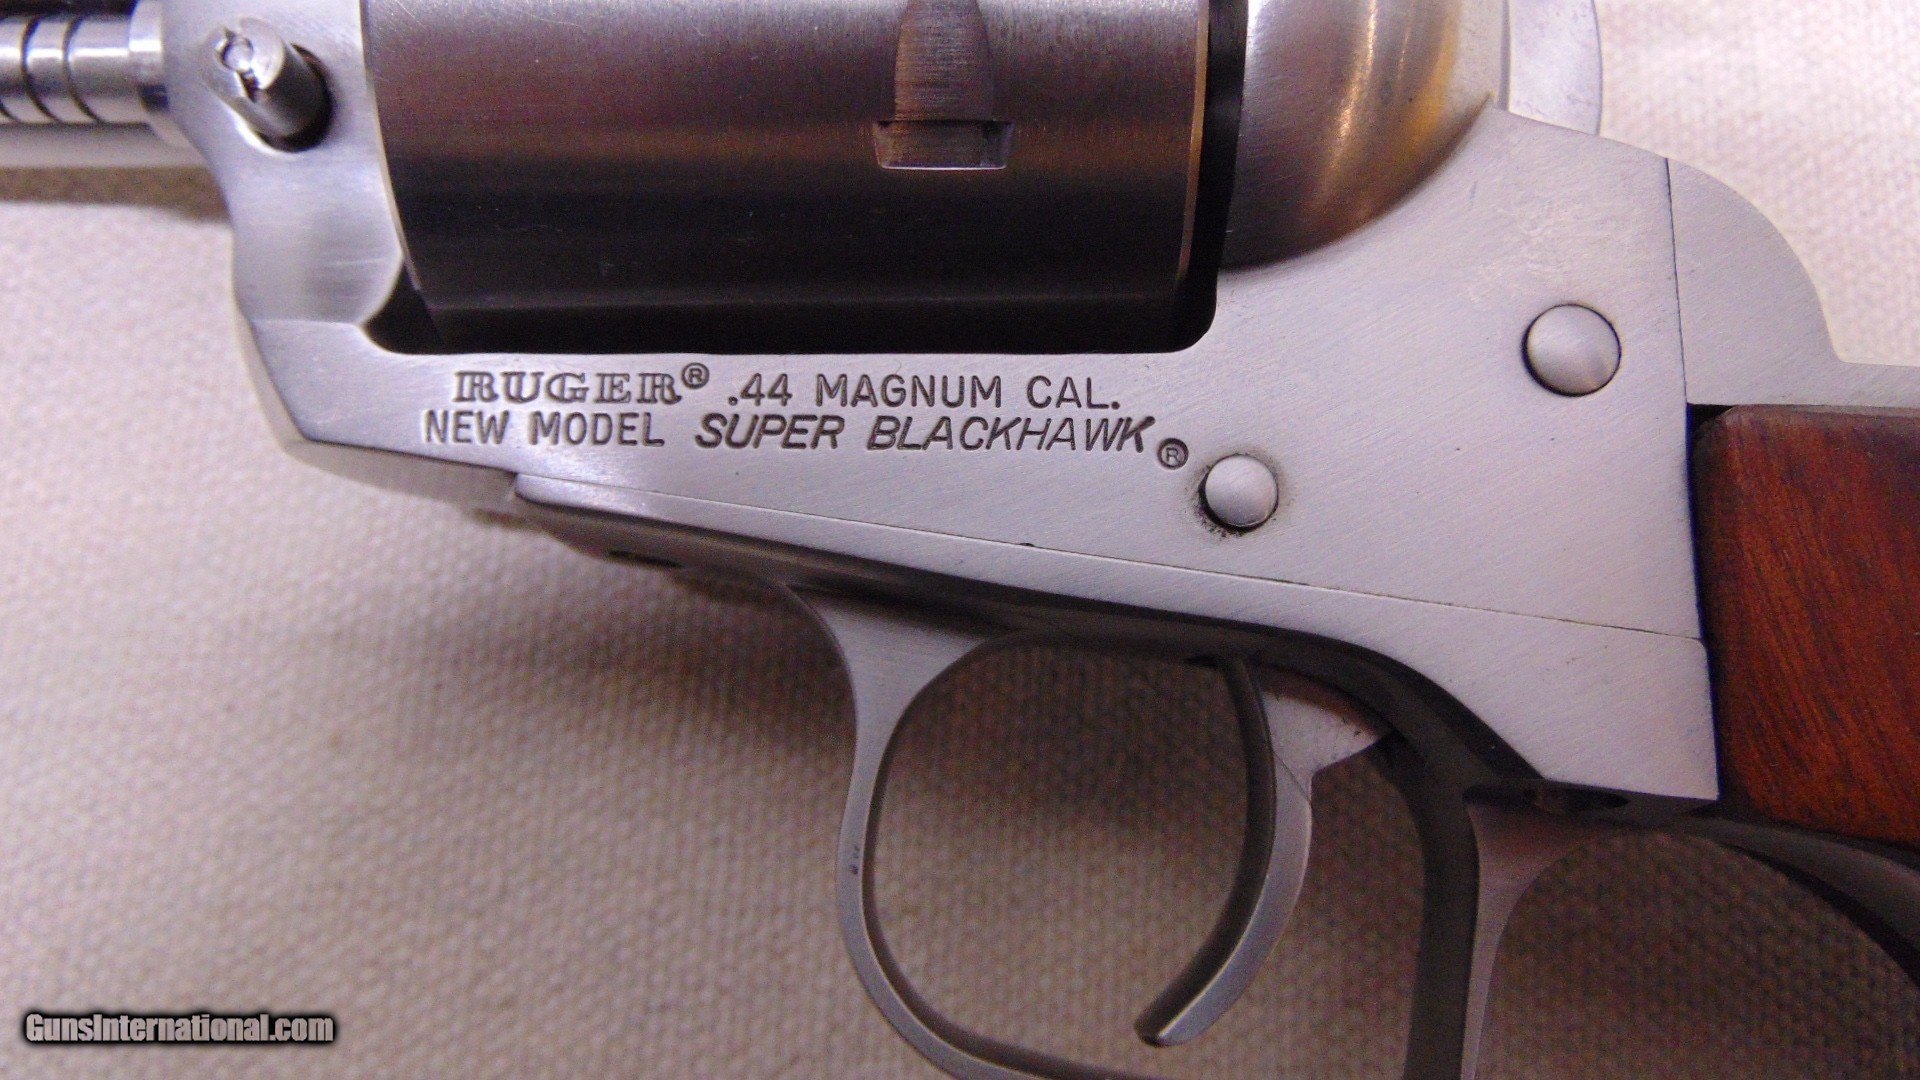 RUGER® .44 MAGNUM CAL.
NEW MODEL SUPER BLACKHAWK®
GunsInternational.com